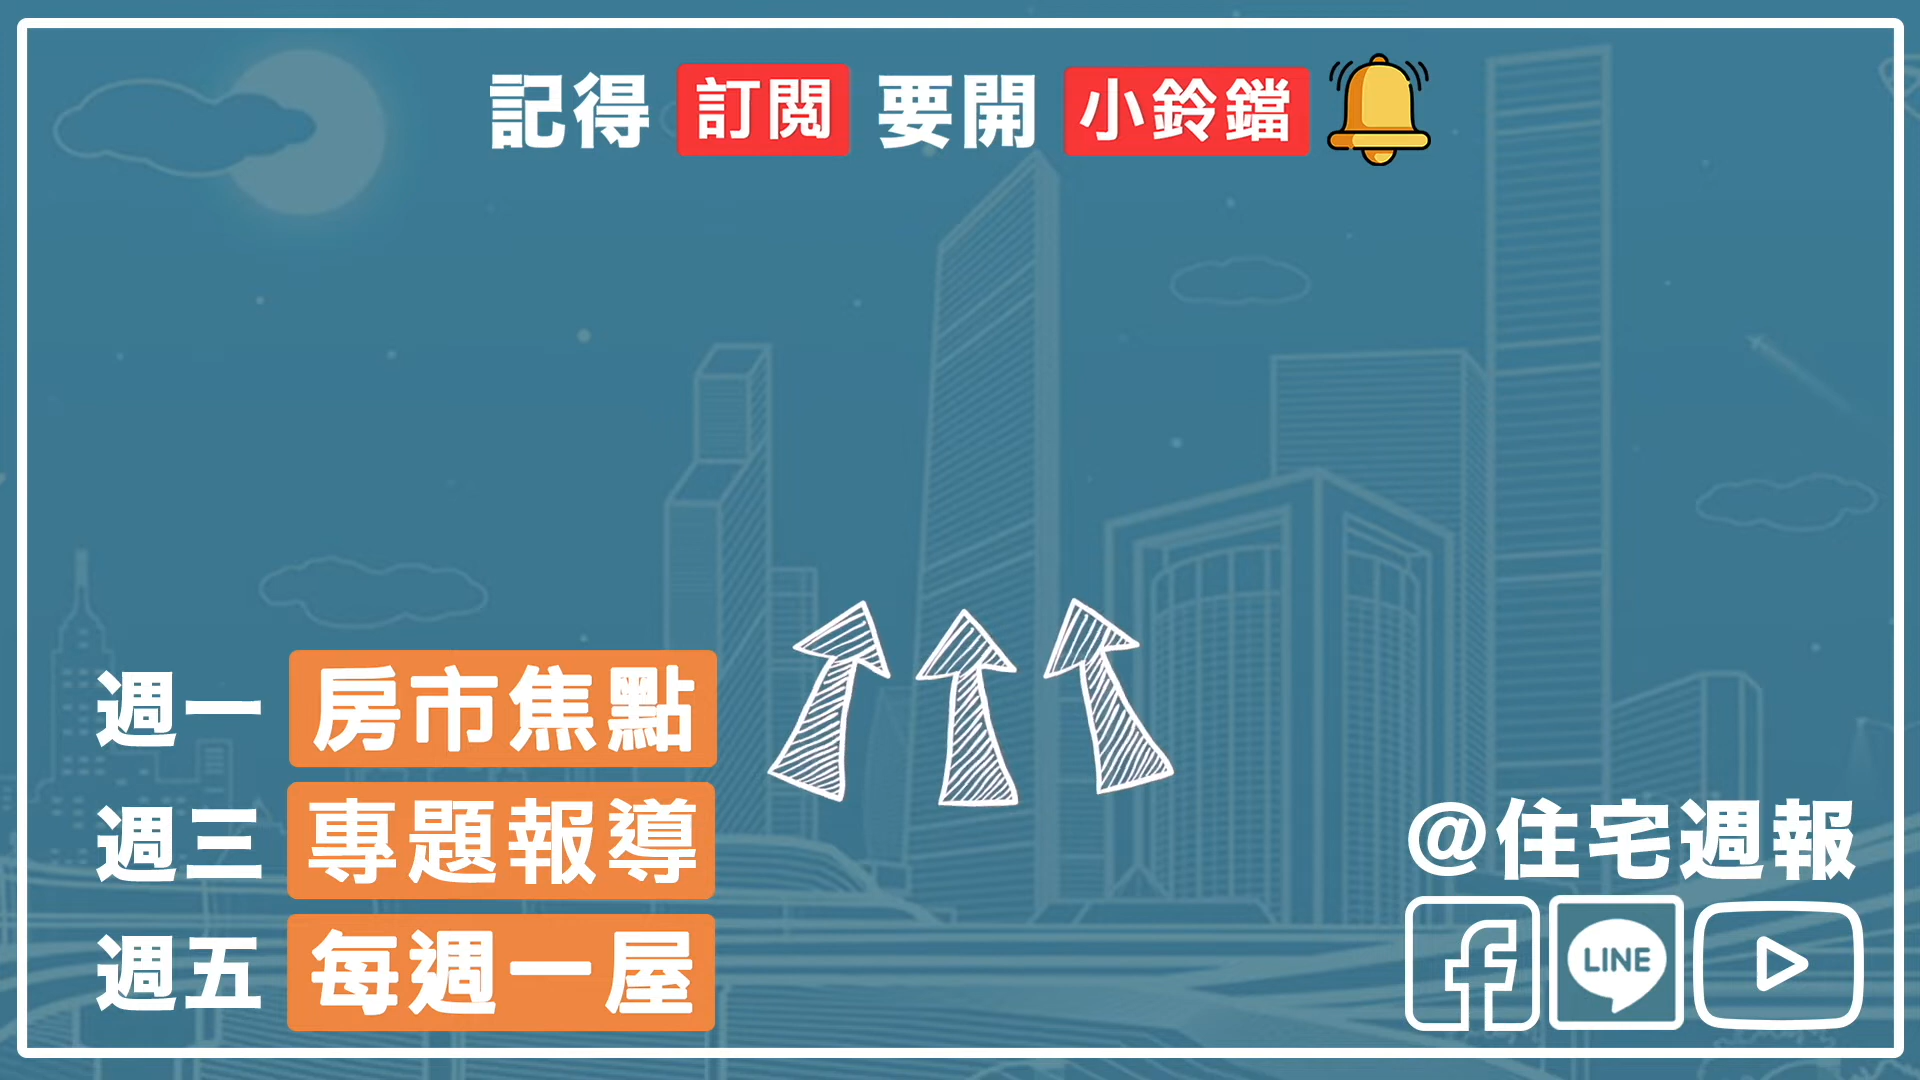 記得 訂閱 要開 小鈴鐺
週一 房市焦點
週三 專題報導
週五 每週一屋
@住宅週報
LINE